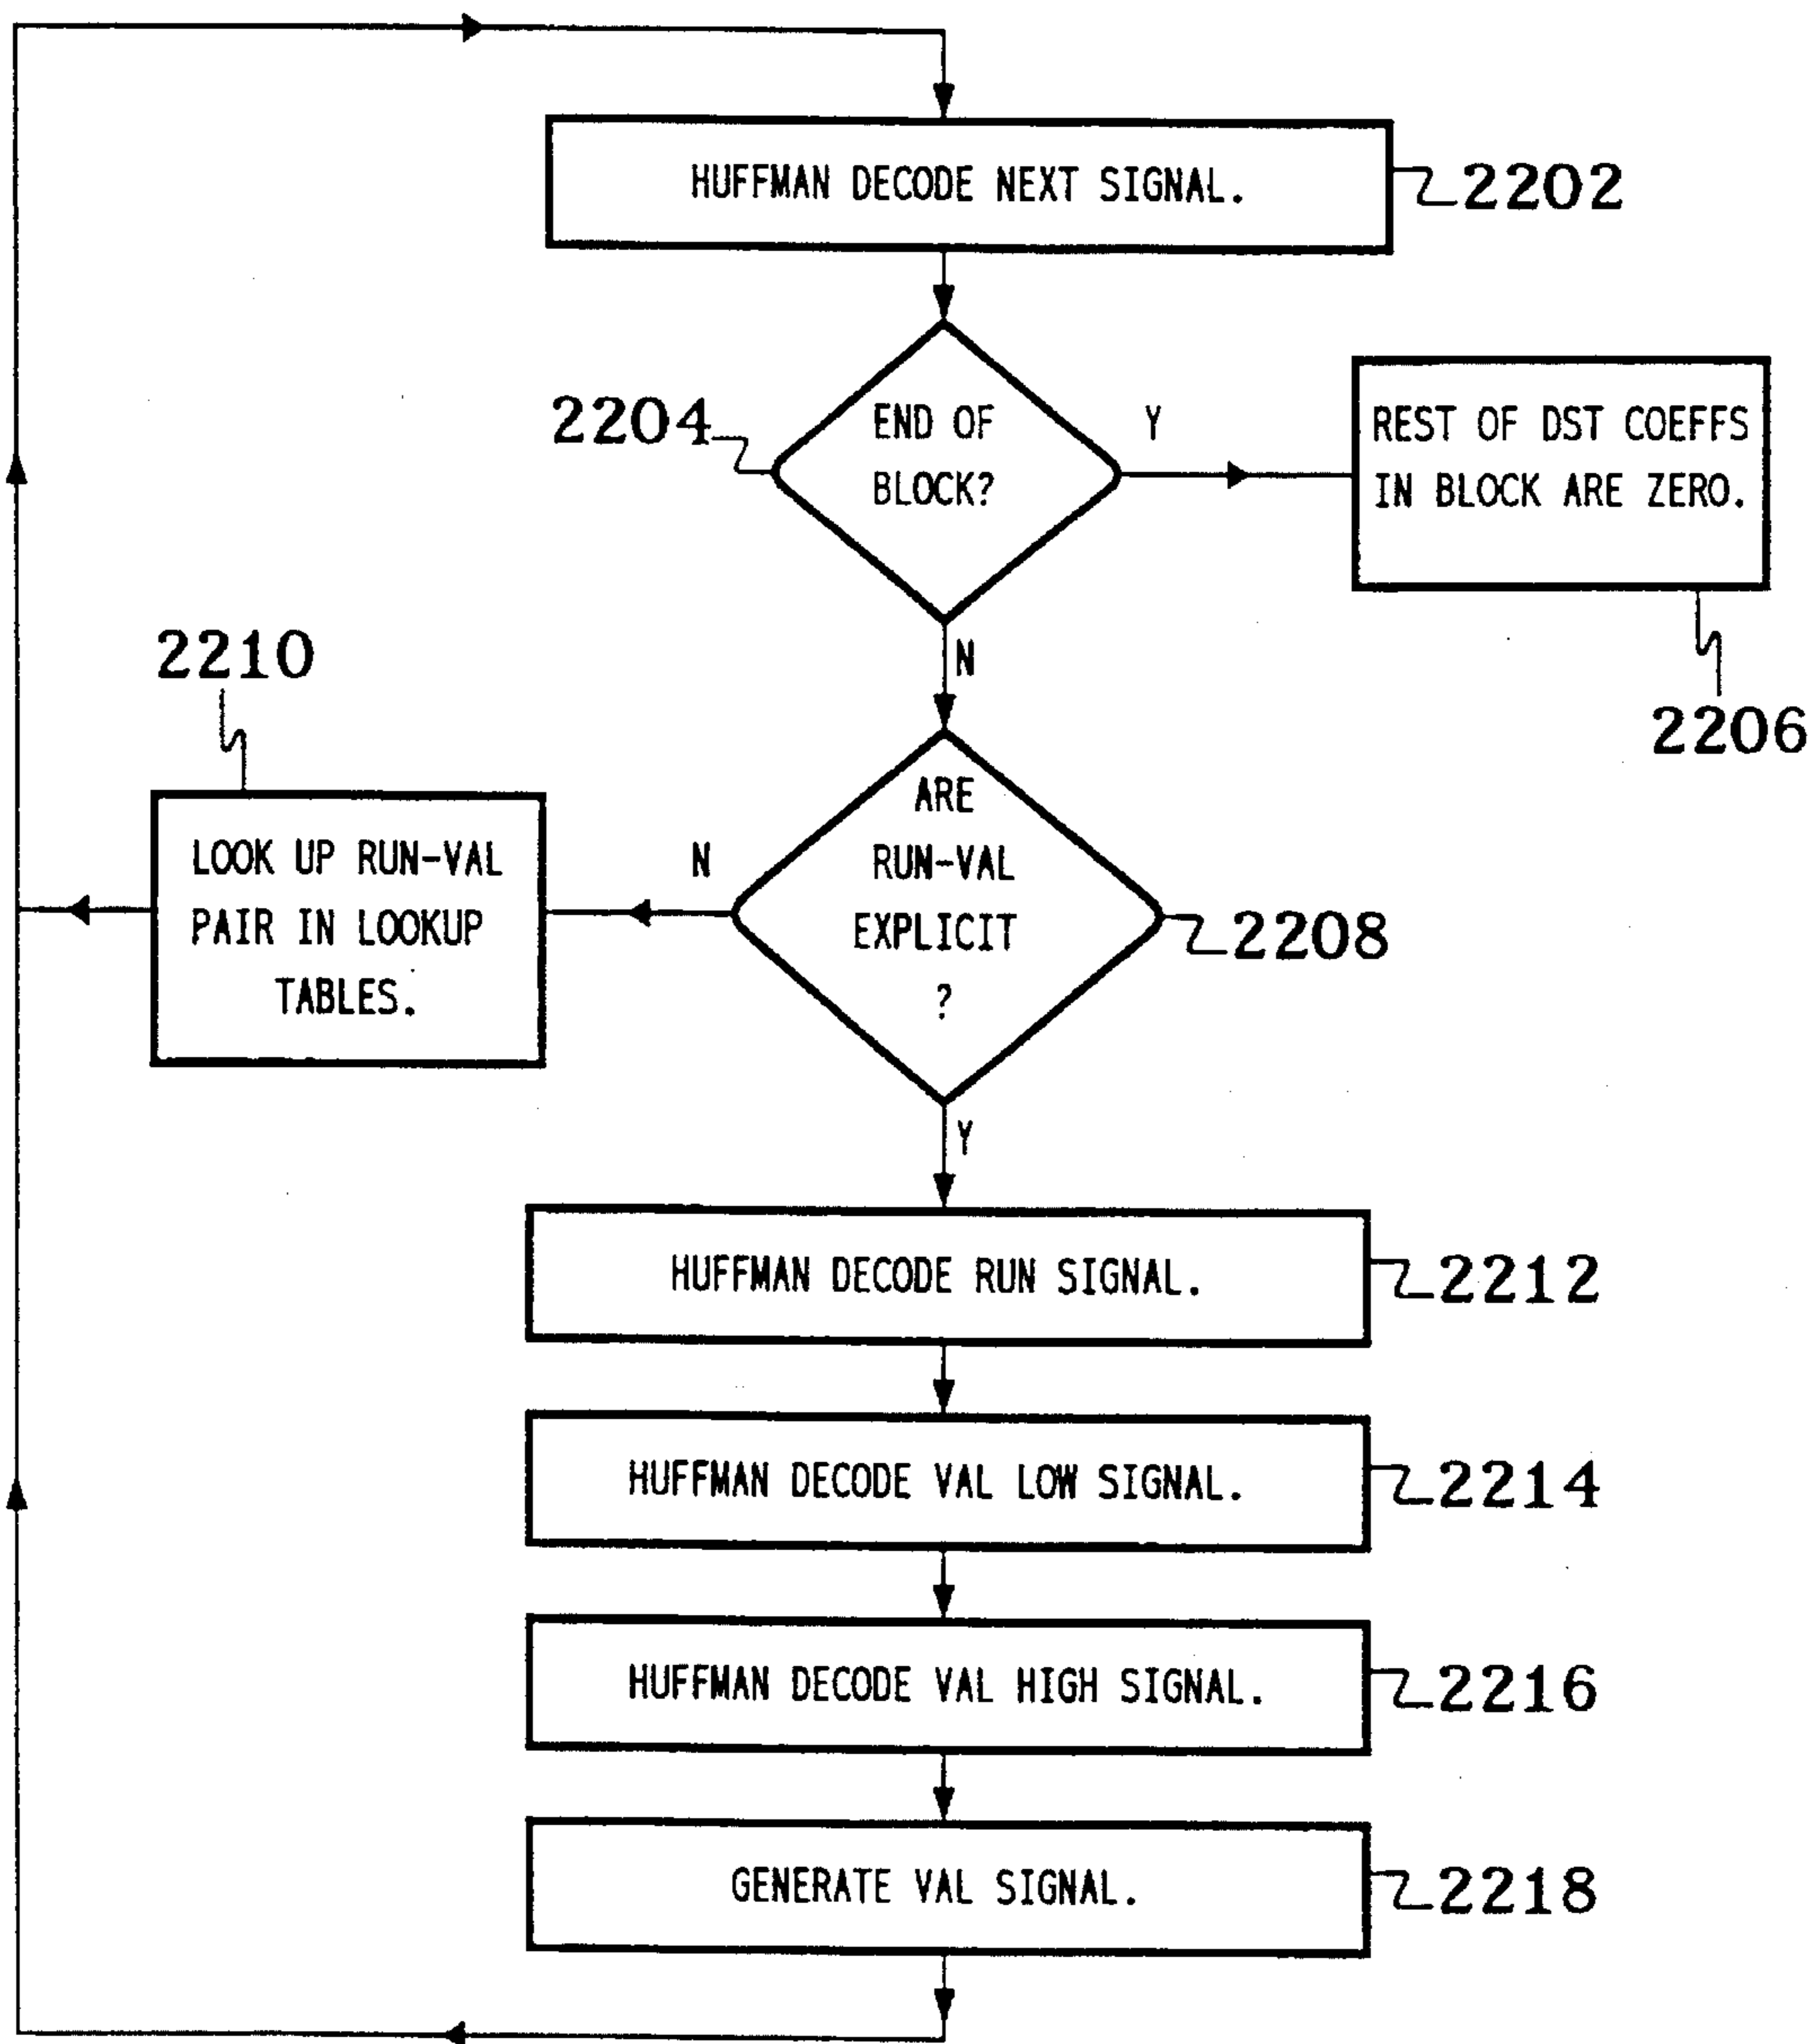 HUFFMAN DECODE NEXT SIGNAL.
2202
2204
END OF
BLOCK?
Y
REST OF DST COEFFS
IN BLOCK ARE ZERO.
2206
N
2210
LOOK UP RUN-VAL
PAIR IN LOOKUP
TABLES.
N
ARE
RUN-VAL
EXPLICIT
?
2208
Y
HUFFMAN DECODE RUN SIGNAL.
2212
HUFFMAN DECODE VAL LOW SIGNAL.
2214
HUFFMAN DECODE VAL HIGH SIGNAL.
2216
GENERATE VAL SIGNAL.
2218